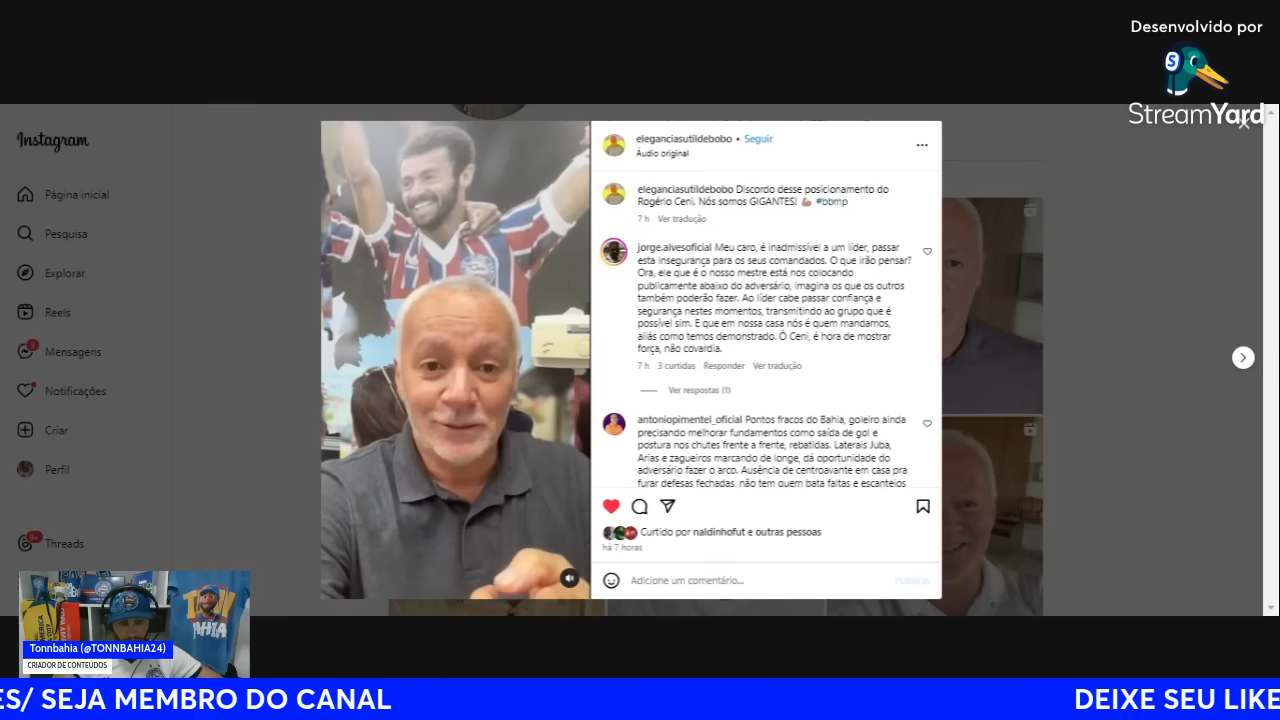 Desenvolvido por
S
StreamYard
Instagram
Página inicial
Pesquisa
Explorar
Reels
Mensagens
Notificações
Criar
Perfil
9+
Threads
eleganciasutildebobo • Seguir
Áudio original
eleganciasutildebobo Discordo desse posicionamento do
Rogério Ceni. Nós somos GIGANTES! 💪🏽 #bbmp
7 h Ver tradução
jorge.alvesoficial Meu caro, é inadmissível a um líder, passar
esta insegurança para os seus comandados. O que irão pensar?
Ora, ele que é o nosso mestre está nos colocando
publicamente abaixo do adversário, imagina os que os outros
também poderão fazer. Ao líder cabe passar confiança e
segurança nestes momentos, transmitindo ao grupo que é
possível sim. E que em nossa casa nós é quem mandamos,
aliás como temos demonstrado. Ô Ceni, é hora de mostrar
força, não covardia.
7 h 3 curtidas Responder Ver tradução
Ver respostas (1)
antoniopimentel_oficial Pontos fracos do Bahia, goleiro ainda
precisando melhorar fundamentos como saída de gol e
postura nos chutes frente a frente, rebatidas. Laterais Juba,
Arias e zagueiros marcando de longe, dá oportunidade do
adversário fazer o arco. Ausência de centroavante em casa pra
furar defesas fechadas, não tem quem bata faltas e escanteios
Curtido por naldinhofut e outras pessoas
há 7 horas
Adicione um comentário...
Publicar
TONN
BAHIA
Tonnbahia (@TONNBAHIA24)
CRIADOR DE CONTEÚDOS
ES/ SEJA MEMBRO DO CANAL
DEIXE SEU LIKE